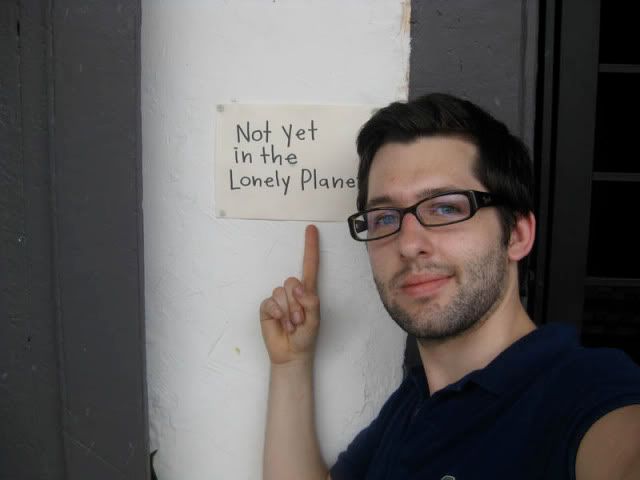 Not Yet
in the
Lonely Plane